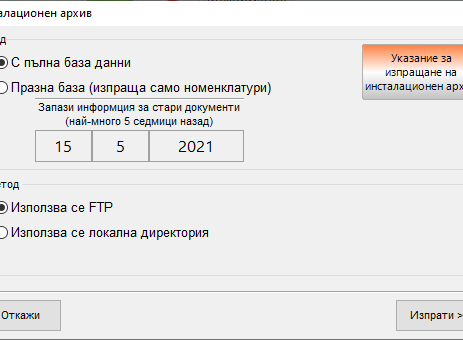 алационен архив
д
С пълна база данни
Указание за
изпращане на
инсталационен арх
Празна база (изпраща само номенклатури)
Запази информция за стари документи
(най-много 5 седмици назад)
15 5 2021
тод
Използва се FTP
Използва се локална директория
Откажи
Изпрати >